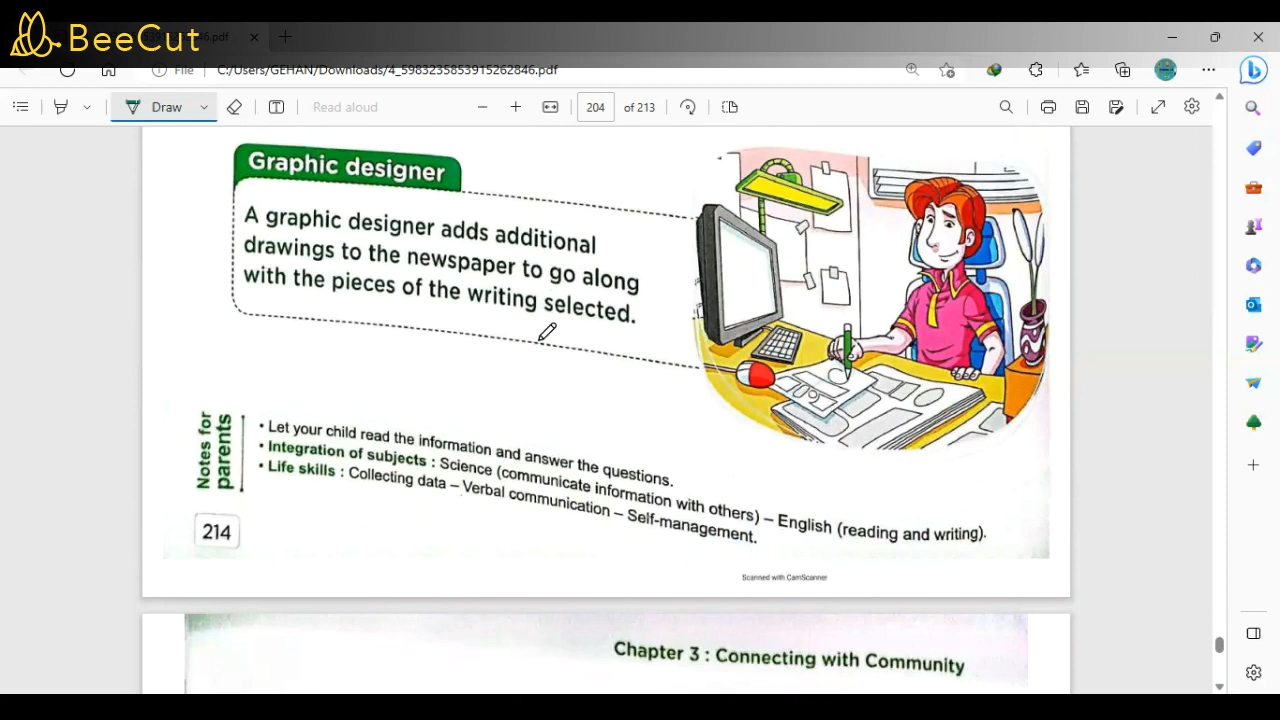 BeeCut
.pdf
File
C:/Users/GEHAN/Downloads/4_5983235853915262846.pdf
Draw
Read aloud
204 of 213
Graphic designer
A graphic designer adds additional
drawings to the newspaper to go along
with the pieces of the writing selected.
Notes for
parents
• Let your child read the information and answer the questions.
• Integration of subjects : Science (communicate information with others) – English (reading and writing).
• Life skills : Collecting data – Verbal communication – Self-management.
214
Scanned with CamScanner
Chapter 3 : Connecting with Community